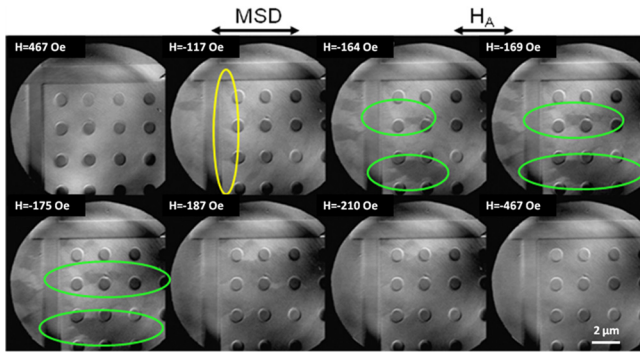 MSD H_A
H=467 Oe H=-117 Oe H=-164 Oe H=-169 Oe
H=-175 Oe H=-187 Oe H=-210 Oe H=-467 Oe
2 µm